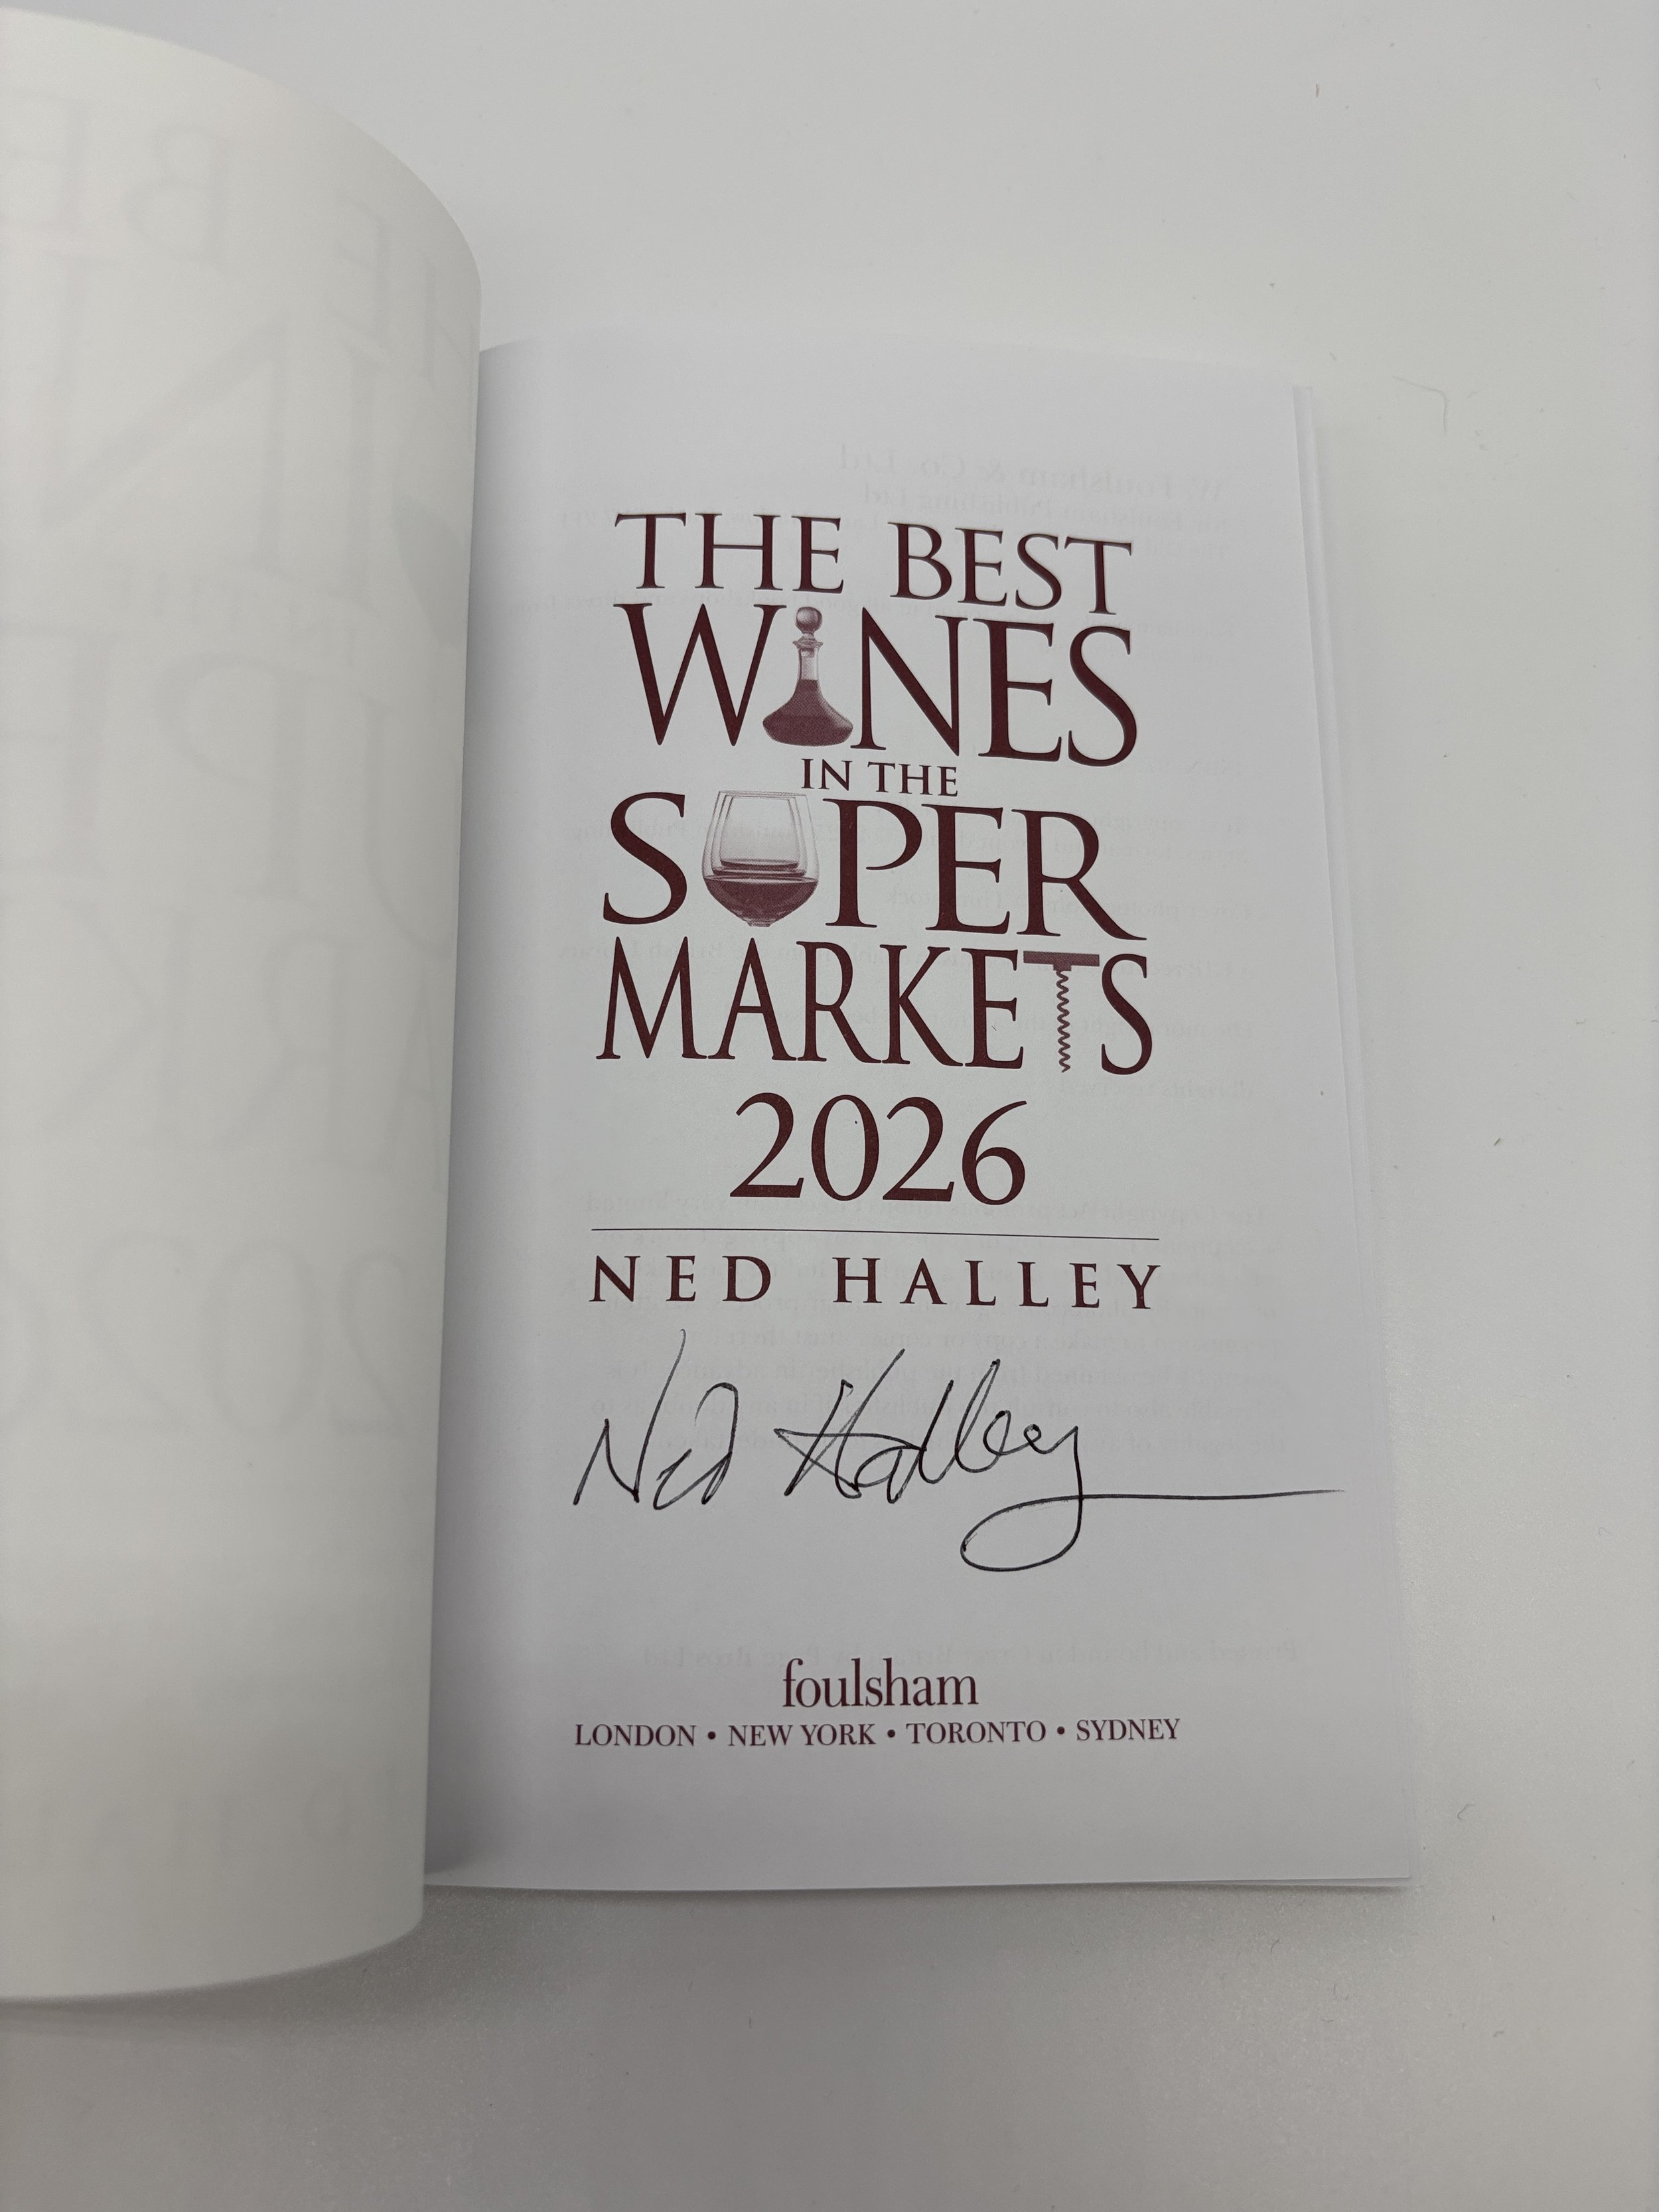 THE BEST
WINES
IN THE
SUPER
MARKETS
2026
NED HALLEY
Ned Halley
foulsham
LONDON • NEW YORK • TORONTO • SYDNEY